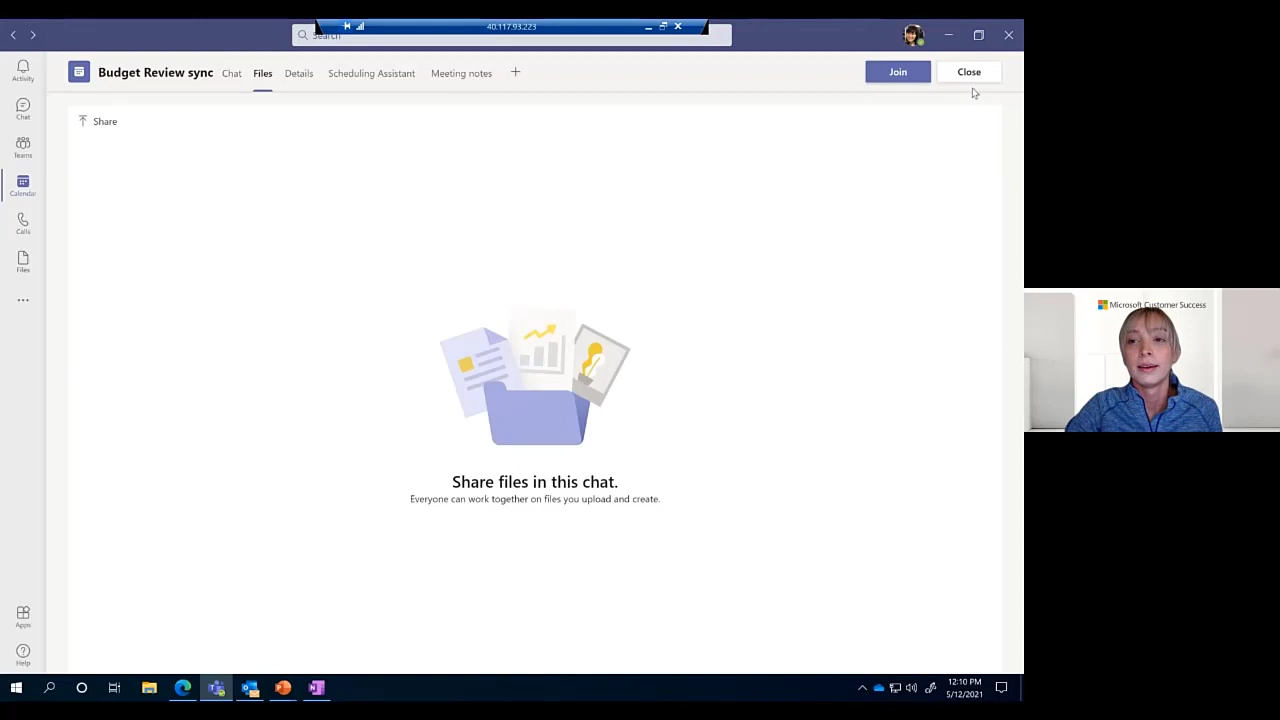 40.117.93.223
Search
Activity
Chat
Teams
Calendar
Calls
Files
Apps
Help
Budget Review sync
Chat
Files
Details
Scheduling Assistant
Meeting notes
Join
Close
Share
Share files in this chat.
Everyone can work together on files you upload and create.
Microsoft Customer Success
12:10 PM
5/12/2021